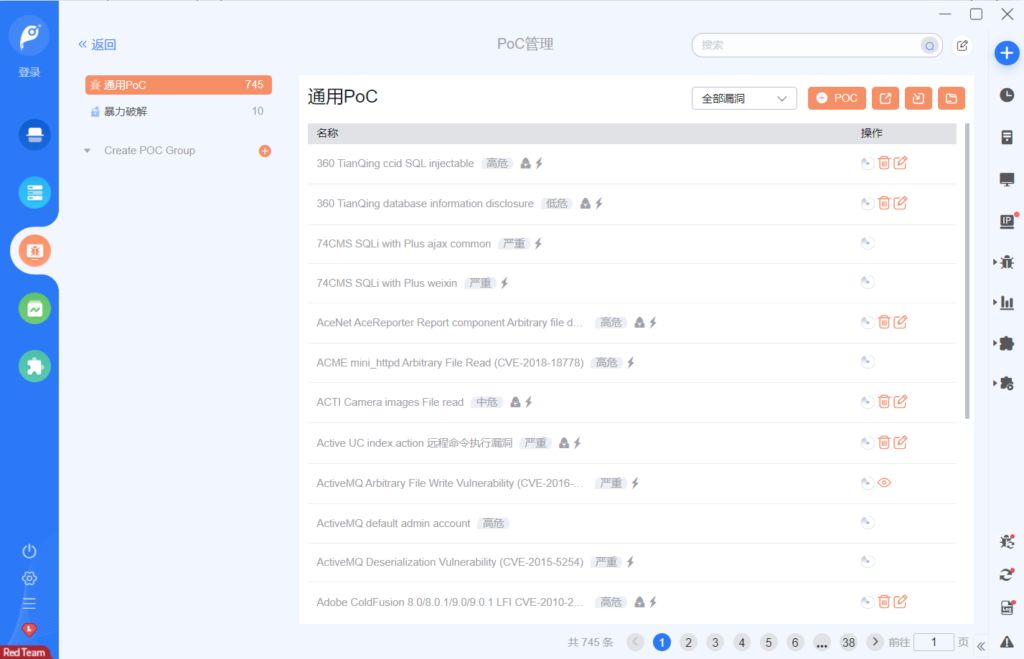 登录
Red Team
返回
PoC管理
搜索
通用PoC 745
暴力破解 10
Create POC Group
通用PoC
全部漏洞
POC
名称 操作
360 TianQing ccid SQL injectable 高危
360 TianQing database information disclosure 低危
74CMS SQLi with Plus ajax common 严重
74CMS SQLi with Plus weixin 严重
AceNet AceReporter Report component Arbitrary file d... 高危
ACME mini_httpd Arbitrary File Read (CVE-2018-18778) 高危
ACTI Camera images File read 中危
Active UC index.action 远程命令执行漏洞 严重
ActiveMQ Arbitrary File Write Vulnerability (CVE-2016-... 严重
ActiveMQ default admin account 高危
ActiveMQ Deserialization Vulnerability (CVE-2015-5254) 严重
Adobe ColdFusion 8.0/8.0.1/9.0/9.0.1 LFI CVE-2010-2... 高危
共 745 条 1 2 3 4 5 6 ... 38 前往 1 页
IP